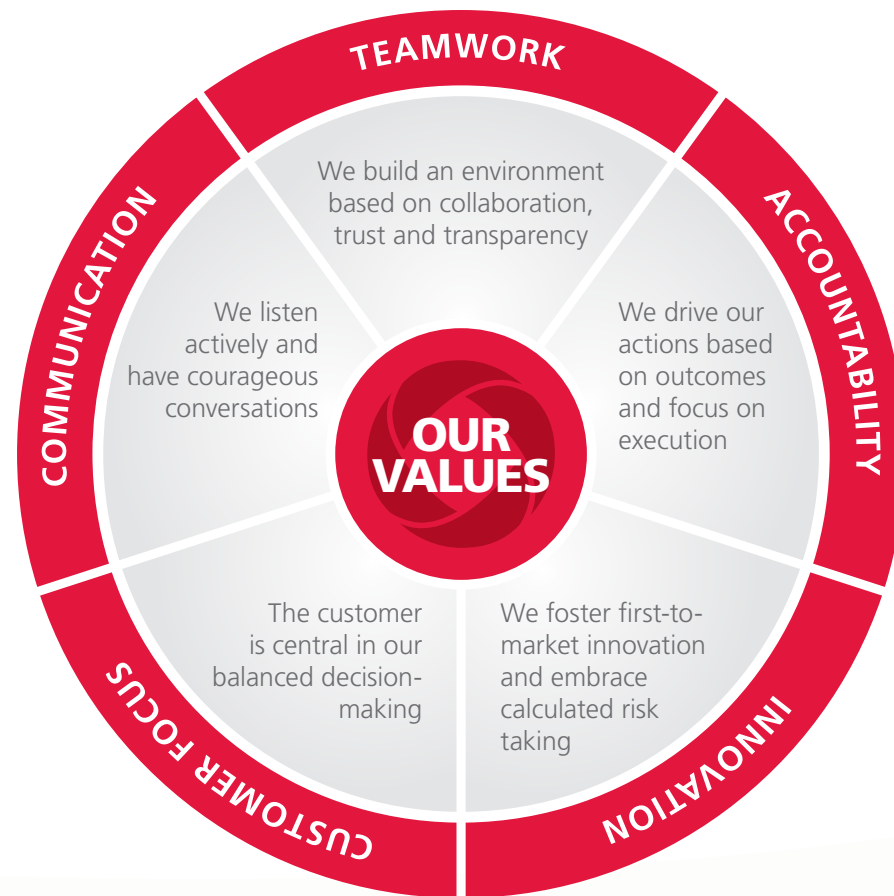 TEAMWORK
We build an environment
based on collaboration,
trust and transparency
ACCOUNTABILITY
We drive our
actions based
on outcomes
and focus on
execution
INNOVATION
We foster first-to-
market innovation
and embrace
calculated risk
taking
CUSTOMER FOCUS
The customer
is central in our
balanced decision-
making
COMMUNICATION
We listen
actively and
have courageous
conversations
OUR
VALUES